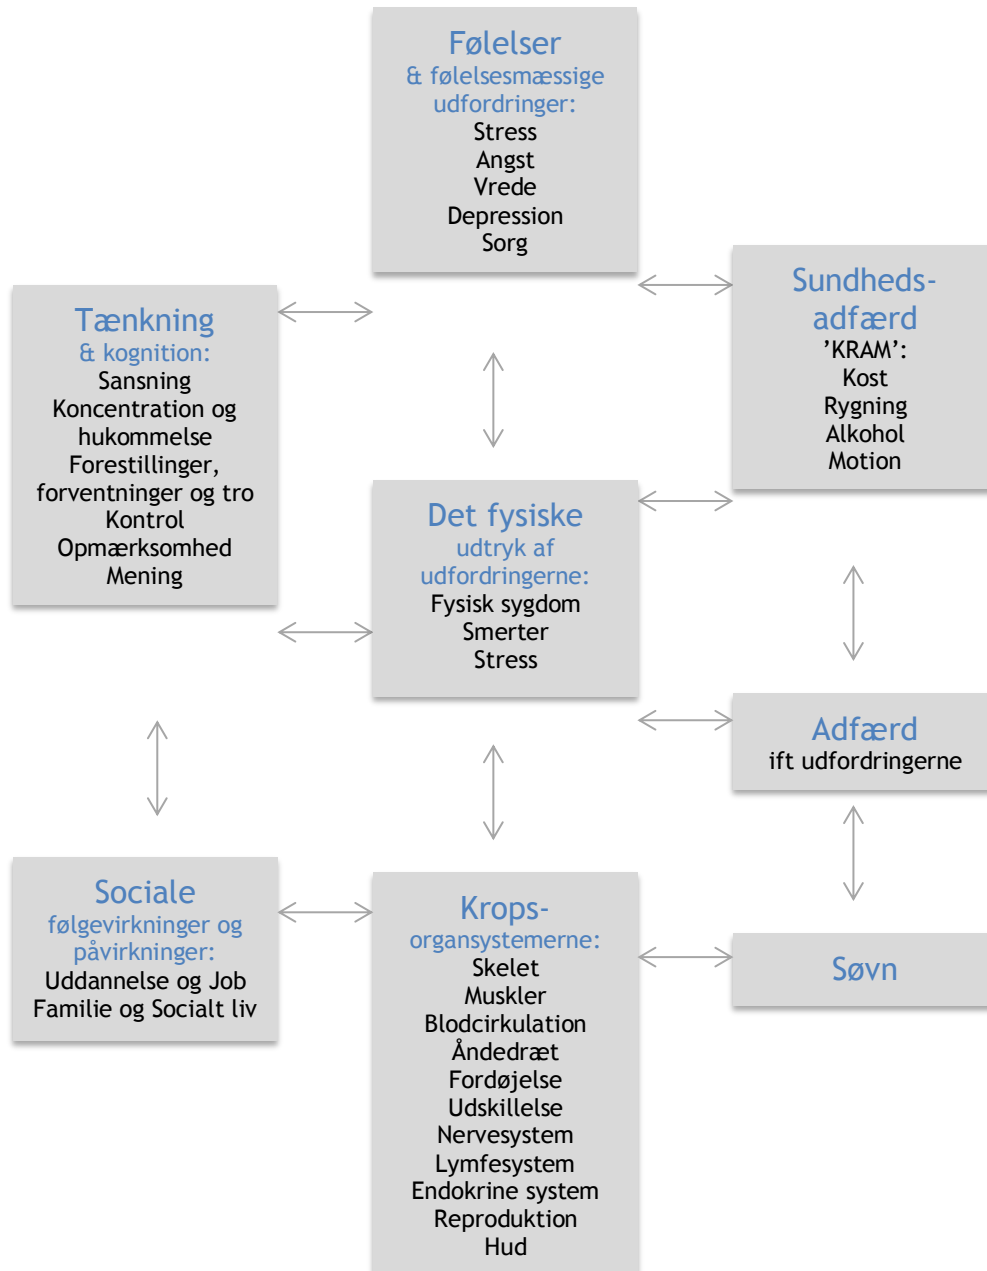 Følelser
& følelsesmæssige
udfordringer:
Stress
Angst
Vrede
Depression
Sorg
Tænkning
& kognition:
Sansning
Koncentration og
hukommelse
Forestillinger,
forventninger og tro
Kontrol
Opmærksomhed
Mening
Sundheds-
adfærd
’KRAM’:
Kost
Rygning
Alkohol
Motion
Det fysiske
udtryk af
udfordringerne:
Fysisk sygdom
Smerter
Stress
Adfærd
ift udfordringerne
Sociale
følgevirkninger og
påvirkninger:
Uddannelse og Job
Familie og Socialt liv
Krops-
organsystemerne:
Skelet
Muskler
Blodcirkulation
Åndedræt
Fordøjelse
Udskillelse
Nervesystem
Lymfesystem
Endokrine system
Reproduktion
Hud
Søvn